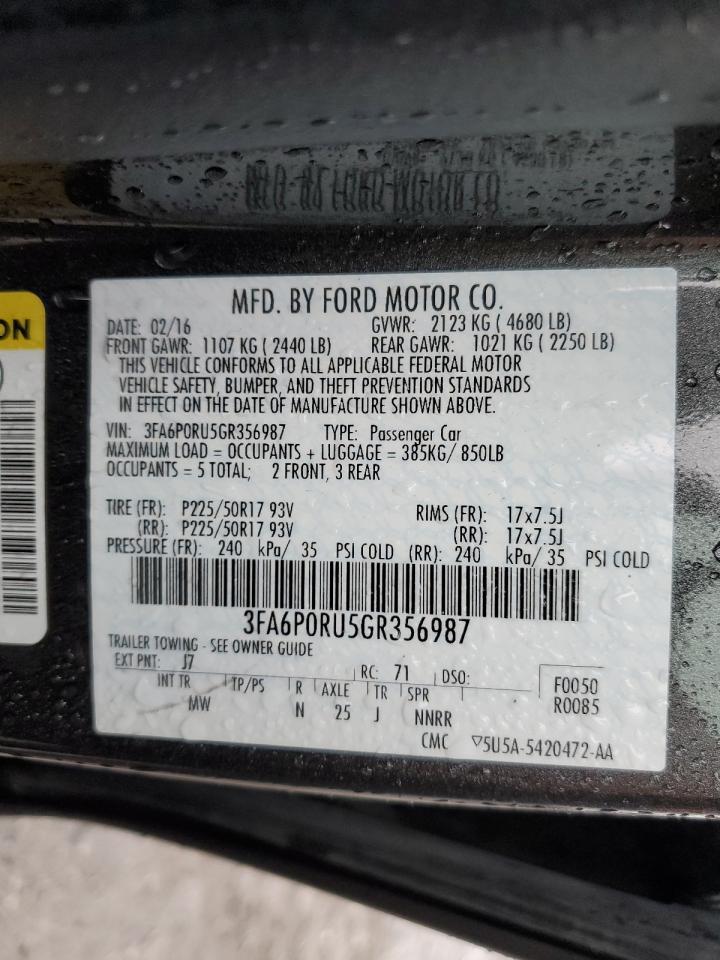 ON
MFD. BY FORD MOTOR CO.
DATE: 02/16 GVWR: 2123 KG ( 4680 LB)
FRONT GAWR: 1107 KG ( 2440 LB) REAR GAWR: 1021 KG ( 2250 LB)
THIS VEHICLE CONFORMS TO ALL APPLICABLE FEDERAL MOTOR
VEHICLE SAFETY, BUMPER, AND THEFT PREVENTION STANDARDS
IN EFFECT ON THE DATE OF MANUFACTURE SHOWN ABOVE.
VIN: 3FA6P0RU5GR356987 TYPE: Passenger Car
MAXIMUM LOAD = OCCUPANTS + LUGGAGE = 385KG/ 850LB
OCCUPANTS = 5 TOTAL; 2 FRONT, 3 REAR
TIRE (FR): P225/50R17 93V RIMS (FR): 17x7.5J
(RR): P225/50R17 93V (RR): 17x7.5J
PRESSURE (FR): 240 kPa/ 35 PSI COLD (RR): 240 kPa/ 35 PSI COLD
3FA6P0RU5GR356987
TRAILER TOWING - SEE OWNER GUIDE
EXT PNT: J7 RC: 71 DSO: F0050
INT TR TP/PS R AXLE TR SPR R0085
MW N 25 J NNRR
CMC ▽5U5A-5420472-AA